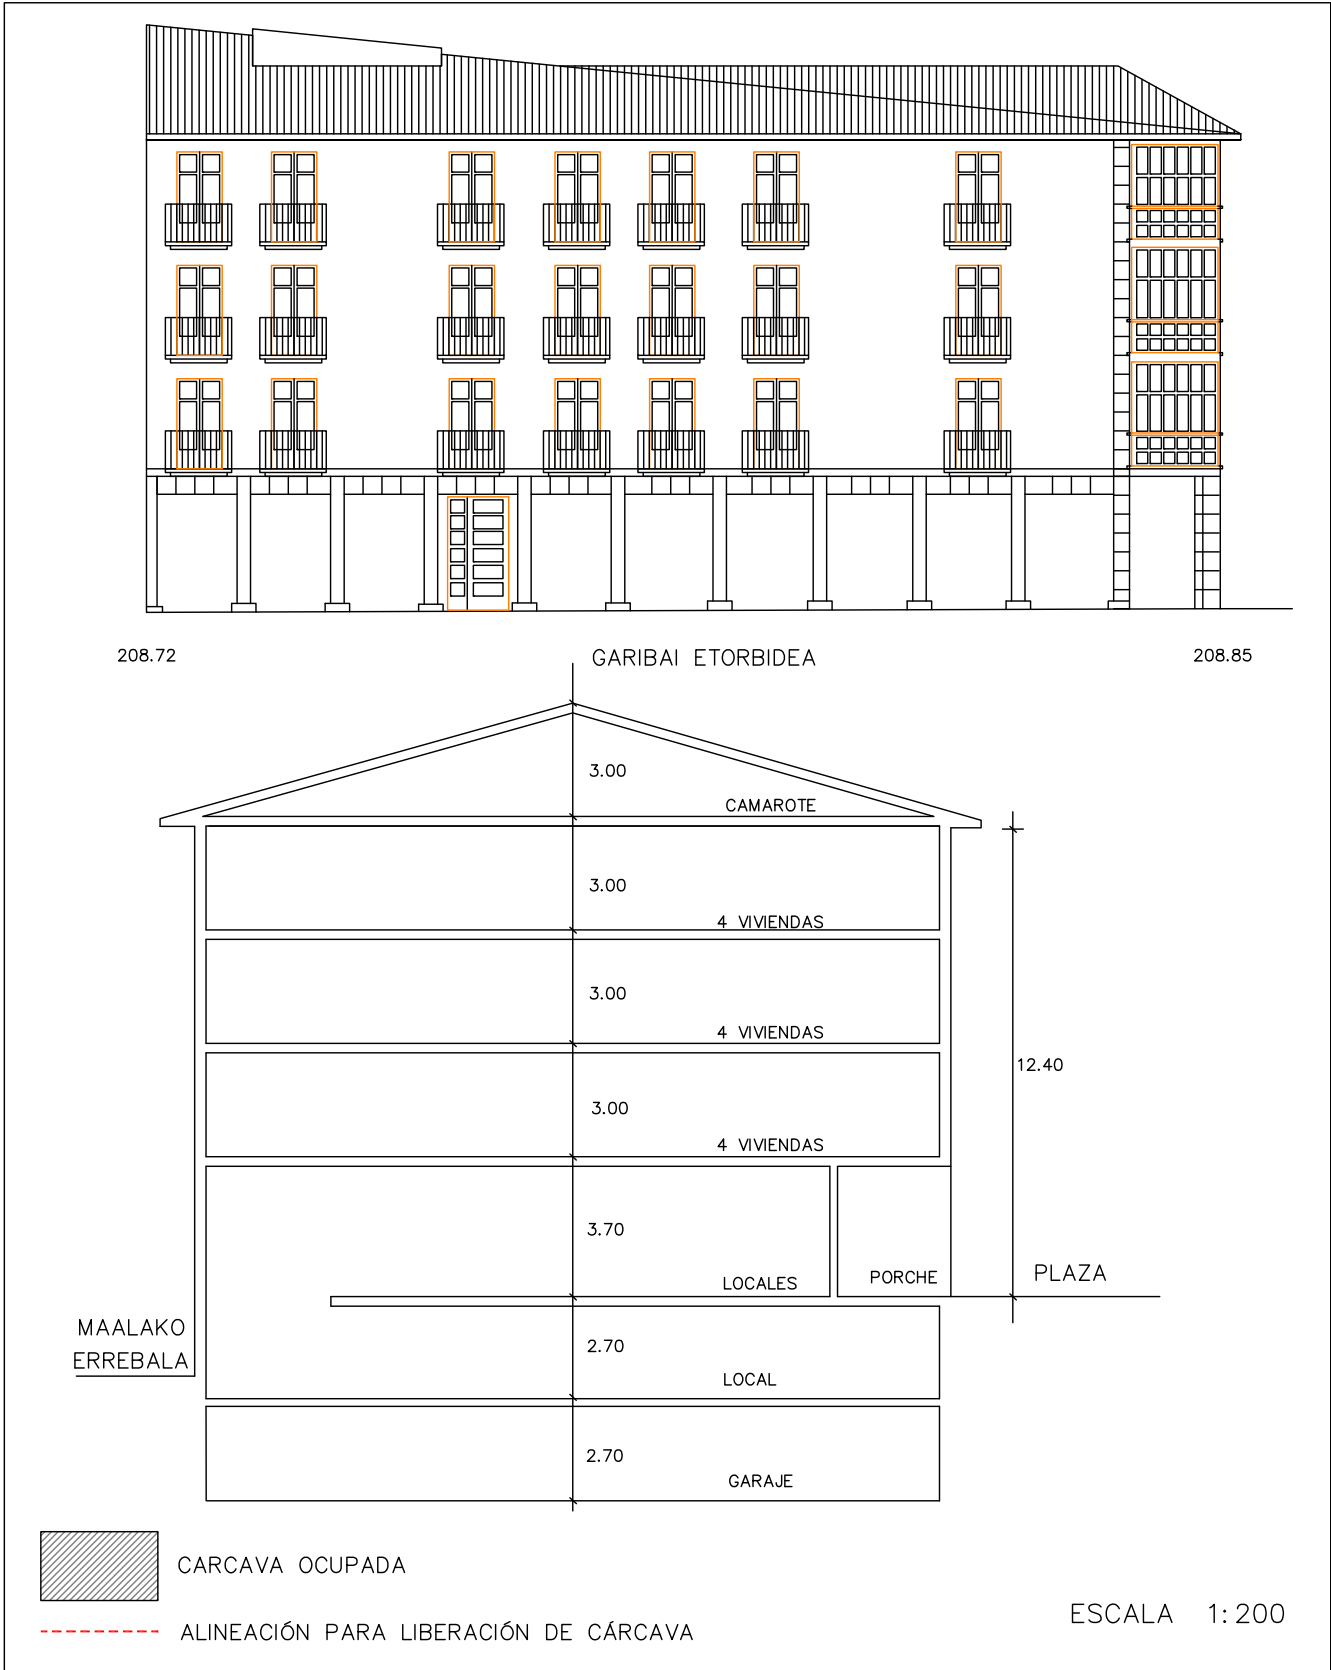 208.72
GARIBAI ETORBIDEA
208.85
3.00
CAMAROTE
3.00
4 VIVIENDAS
3.00
4 VIVIENDAS
12.40
3.00
4 VIVIENDAS
3.70
LOCALES
PORCHE
PLAZA
MAALAKO
ERREBALA
2.70
LOCAL
2.70
GARAJE
CARCAVA OCUPADA
ALINEACIÓN PARA LIBERACIÓN DE CÁRCAVA
ESCALA 1:200